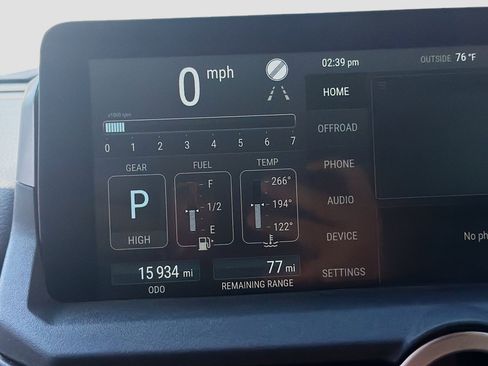 0 mph
02:39 pm
OUTSIDE 76 °F
HOME
x1000 rpm
0 1 2 3 4 5 6 7
OFFROAD
GEAR FUEL TEMP
P
HIGH
F
1/2
E
266°
194°
122°
PHONE
AUDIO
DEVICE
No ph
SETTINGS
15 934 mi
ODO
77 mi
REMAINING RANGE